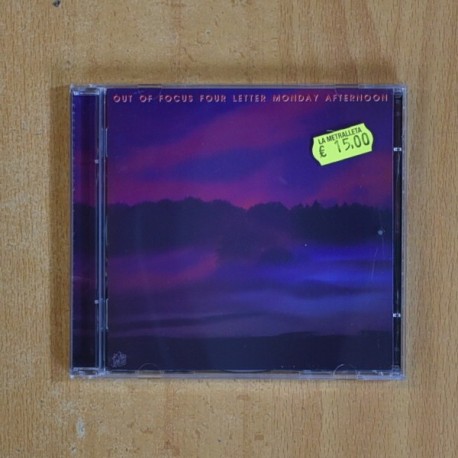 OUT OF FOCUS FOUR LETTER MONDAY AFTERNOON
LA METRALLETA
€ 15,00